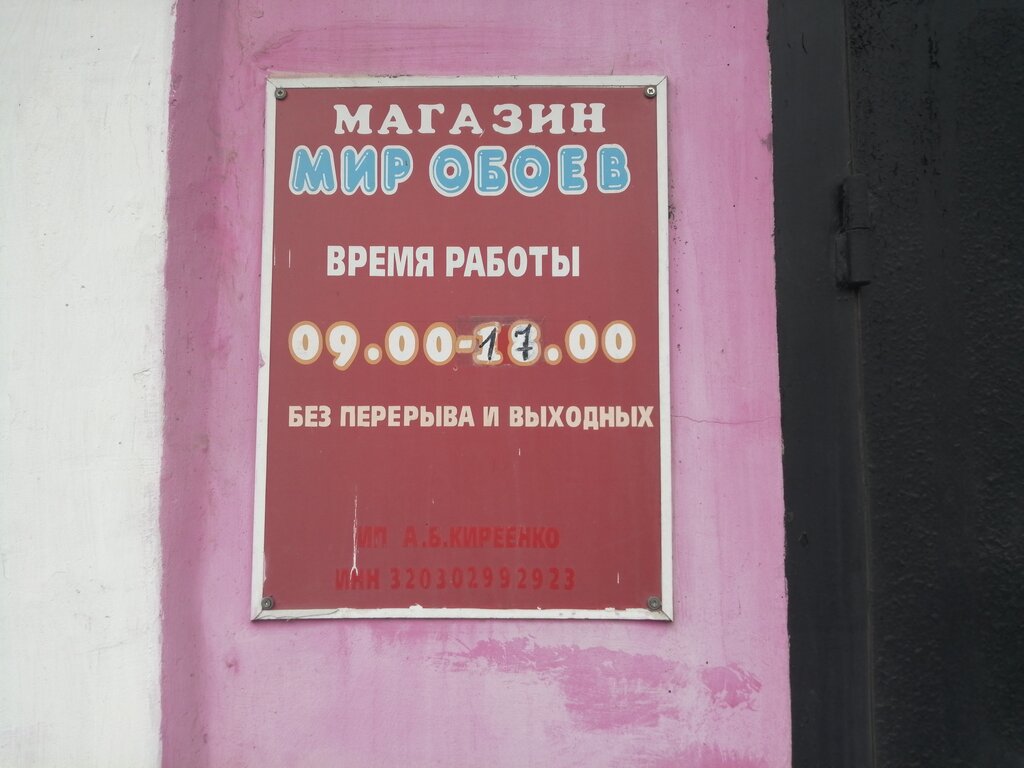 МАГАЗИН
МИР ОБОЕВ
ВРЕМЯ РАБОТЫ
09.00-17.00
БЕЗ ПЕРЕРЫВА И ВЫХОДНЫХ
ИП А.Б.КИРЕЕНКО
ИНН 320302992923